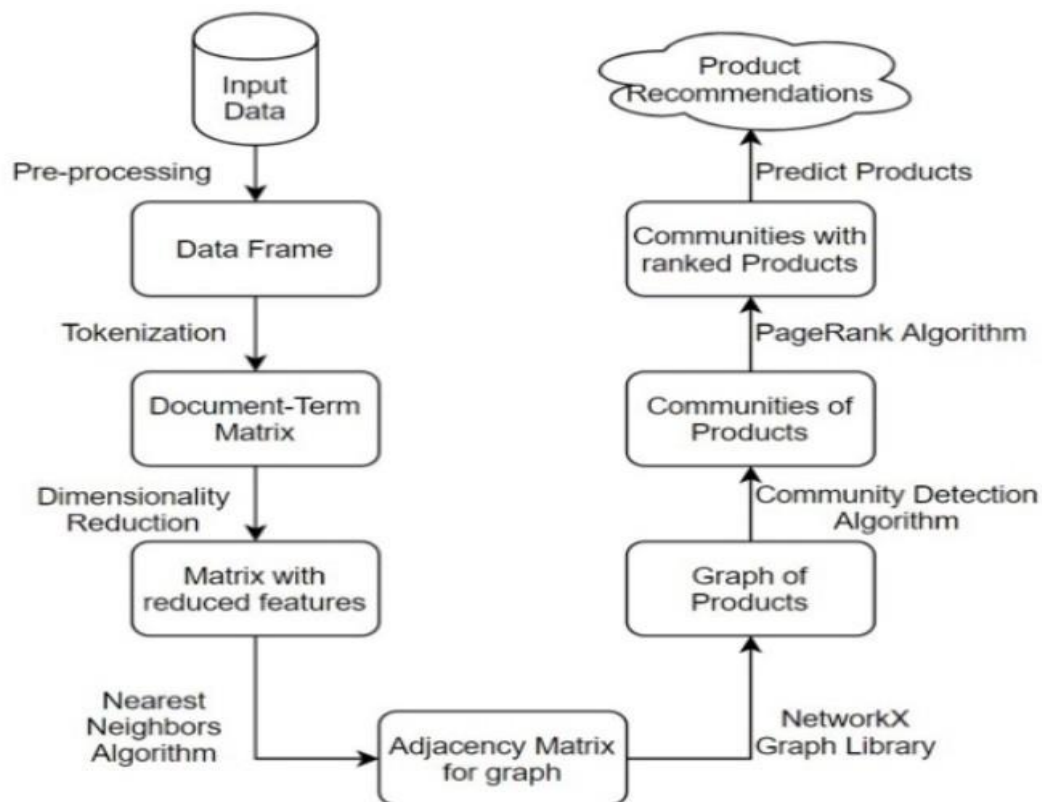 Input
Data
Pre-processing
Data Frame
Tokenization
Document-Term
Matrix
Dimensionality
Reduction
Matrix with
reduced features
Nearest
Neighbors
Algorithm
Adjacency Matrix
for graph
NetworkX
Graph Library
Graph of
Products
Community Detection
Algorithm
Communities of
Products
PageRank Algorithm
Communities with
ranked Products
Predict Products
Product
Recommendations